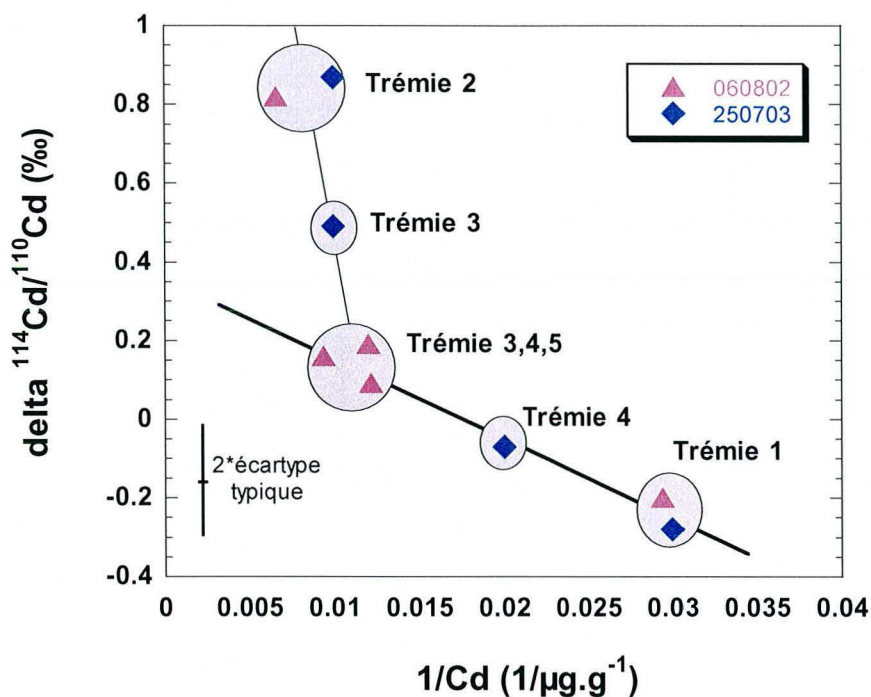 delta ¹¹⁴Cd/¹¹⁰Cd (‰)
1
0.8
0.6
0.4
0.2
0
-0.2
-0.4
060802
250703
Trémie 2
Trémie 3
Trémie 3,4,5
Trémie 4
Trémie 1
2*écartype
typique
0 0.005 0.01 0.015 0.02 0.025 0.03 0.035 0.04
1/Cd (1/µg.g⁻¹)